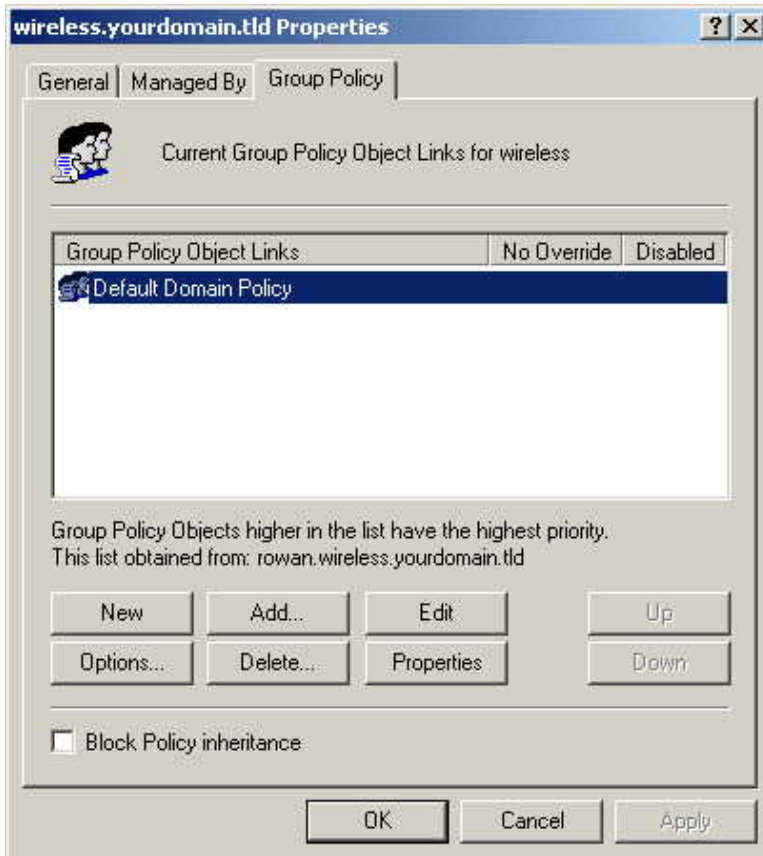 wireless.yourdomain.tld Properties
General Managed By Group Policy
Current Group Policy Object Links for wireless
Group Policy Object Links No Override Disabled
Default Domain Policy
Group Policy Objects higher in the list have the highest priority.
This list obtained from: rowan.wireless.yourdomain.tld
New Add... Edit Up
Options... Delete... Properties Down
Block Policy inheritance
OK Cancel Apply